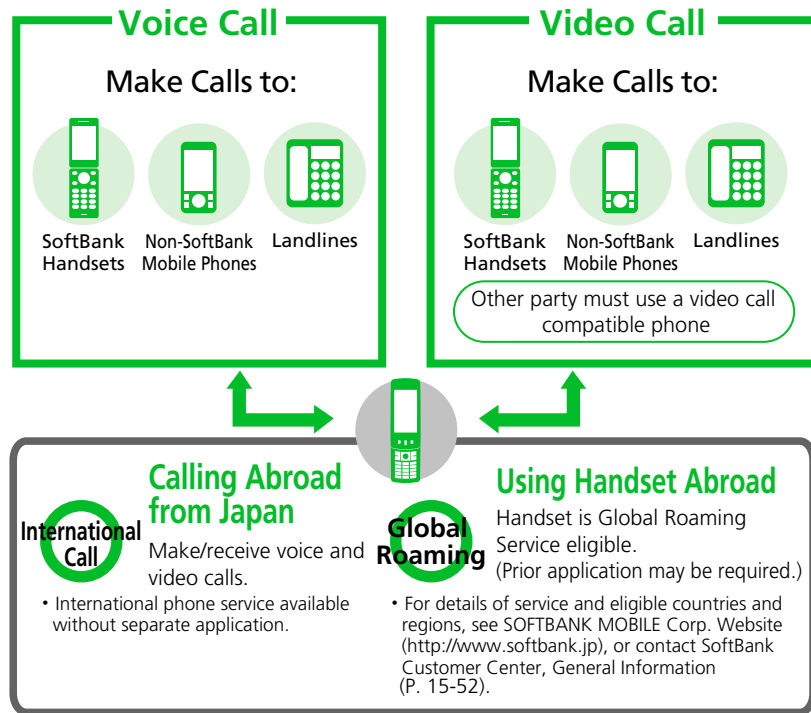 Voice Call
Make Calls to:
SoftBank
Handsets
Non-SoftBank
Mobile Phones
Landlines
Video Call
Make Calls to:
SoftBank
Handsets
Non-SoftBank
Mobile Phones
Landlines
Other party must use a video call
compatible phone
International
Call
Calling Abroad
from Japan
Make/receive voice and
video calls.
• International phone service available
without separate application.
Global
Roaming
Using Handset Abroad
Handset is Global Roaming
Service eligible.
(Prior application may be required.)
• For details of service and eligible countries and
regions, see SOFTBANK MOBILE Corp. Website
(http://www.softbank.jp), or contact SoftBank
Customer Center, General Information
(P. 15-52).